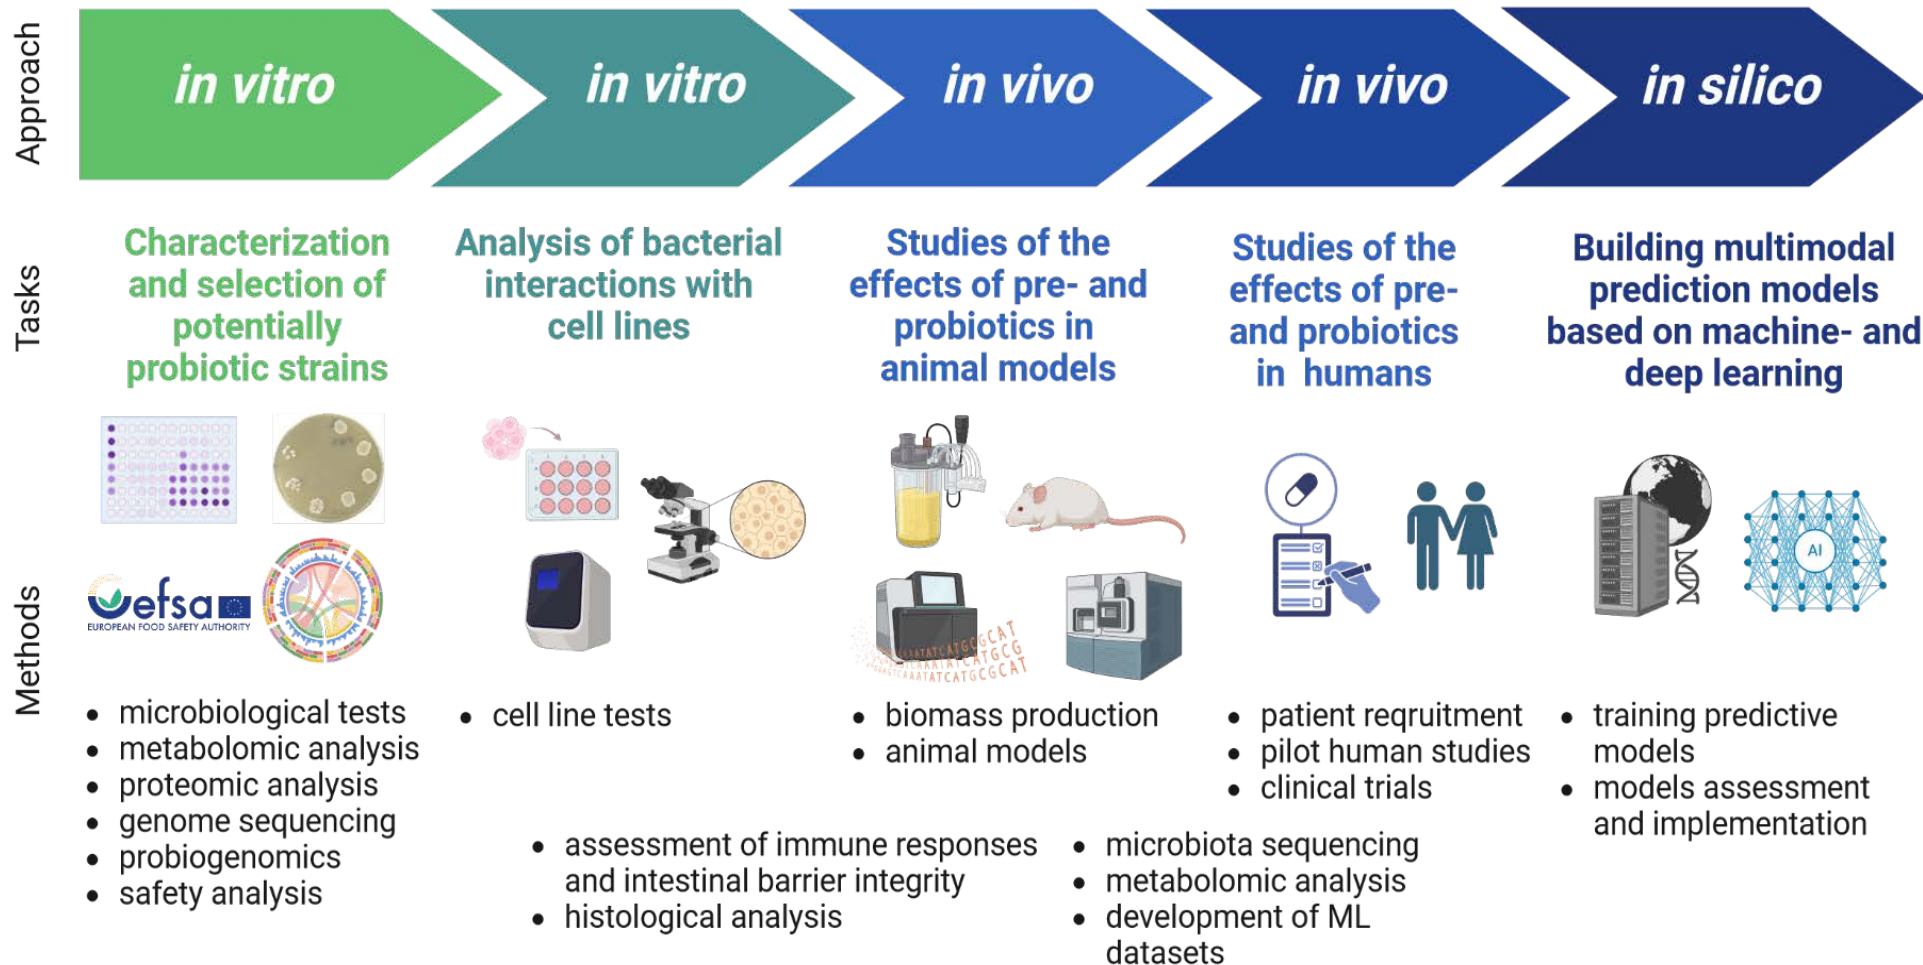 Approach
in vitro
in vitro
in vivo
in vivo
in silico
Tasks
Characterization
and selection of
potentially
probiotic strains
Analysis of bacterial
interactions with
cell lines
Studies of the
effects of pre- and
probiotics in
animal models
Studies of the
effects of pre-
and probiotics
in humans
Building multimodal
prediction models
based on machine- and
deep learning
Methods
efsa
EUROPEAN FOOD SAFETY AUTHORITY
AI
• microbiological tests
• metabolomic analysis
• proteomic analysis
• genome sequencing
• probiogenomics
• safety analysis
• cell line tests
• biomass production
• animal models
• patient reqruitment
• pilot human studies
• clinical trials
• training predictive
models
• models assessment
and implementation
• assessment of immune responses
and intestinal barrier integrity
• histological analysis
• microbiota sequencing
• metabolomic analysis
• development of ML
datasets